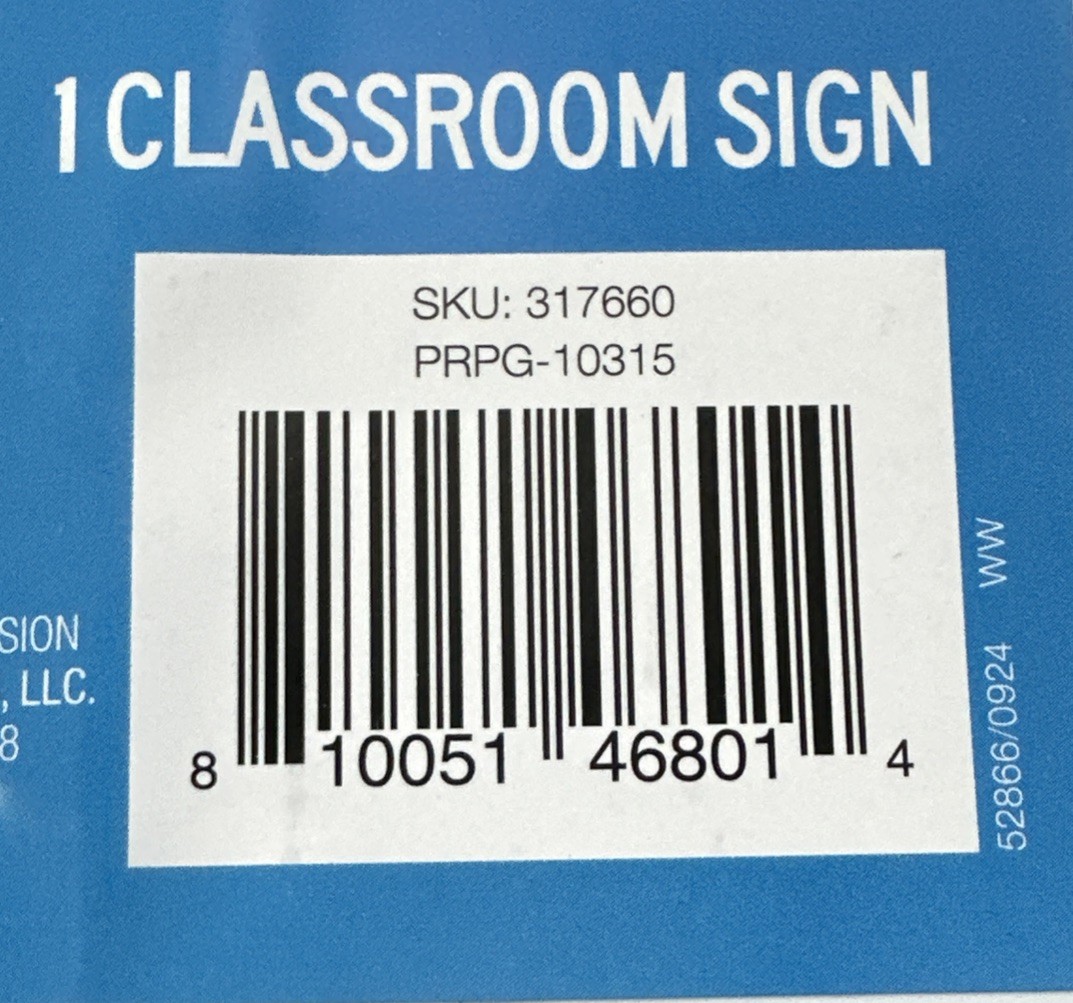 1 CLASSROOM SIGN
SKU: 317660
PRPG-10315
8 10051 46801 4
SION
, LLC.
8
52866/0924 WW